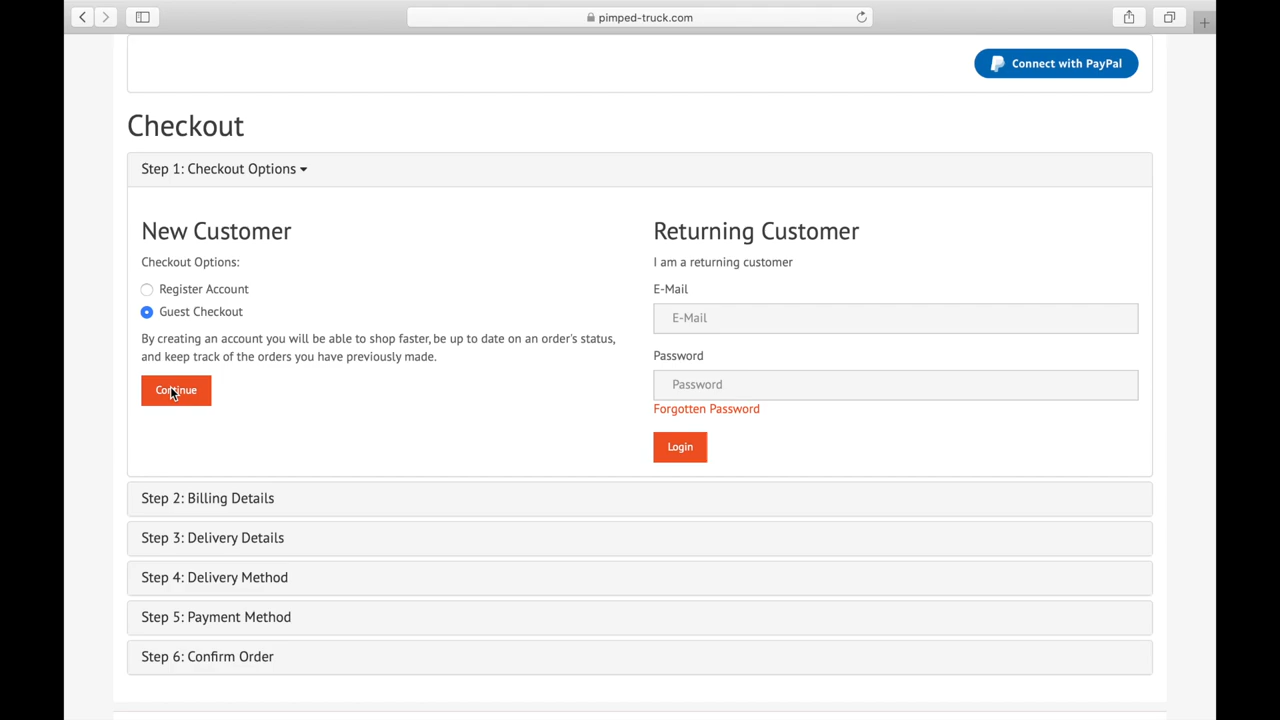 pimped-truck.com
Connect with PayPal
Checkout
Step 1: Checkout Options
New Customer
Checkout Options:
Register Account
Guest Checkout
By creating an account you will be able to shop faster, be up to date on an order's status,
and keep track of the orders you have previously made.
Continue
Returning Customer
I am a returning customer
E-Mail
E-Mail
Password
Password
Forgotten Password
Login
Step 2: Billing Details
Step 3: Delivery Details
Step 4: Delivery Method
Step 5: Payment Method
Step 6: Confirm Order